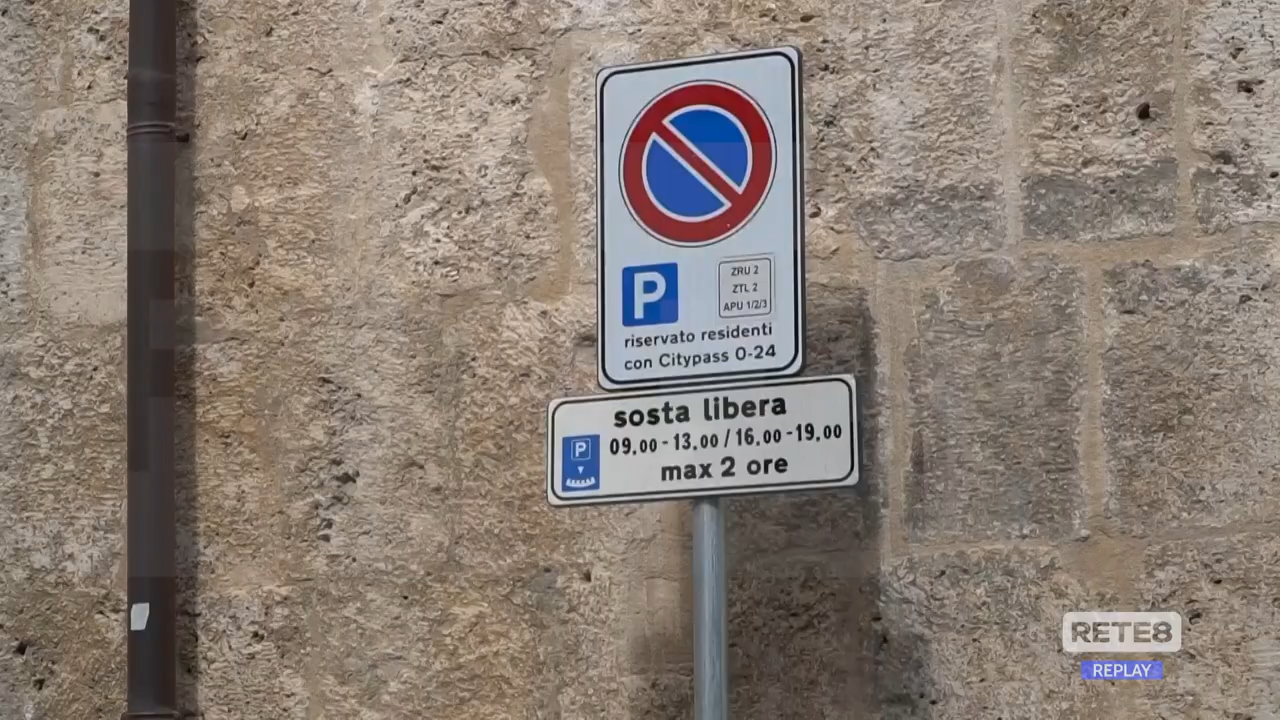 P
ZRU 2
ZTL 2
APU 1/2/3
riservato residenti
con Citypass 0-24
sosta libera
P
09.00 - 13.00 / 16.00 - 19.00
max 2 ore
RETE8
REPLAY